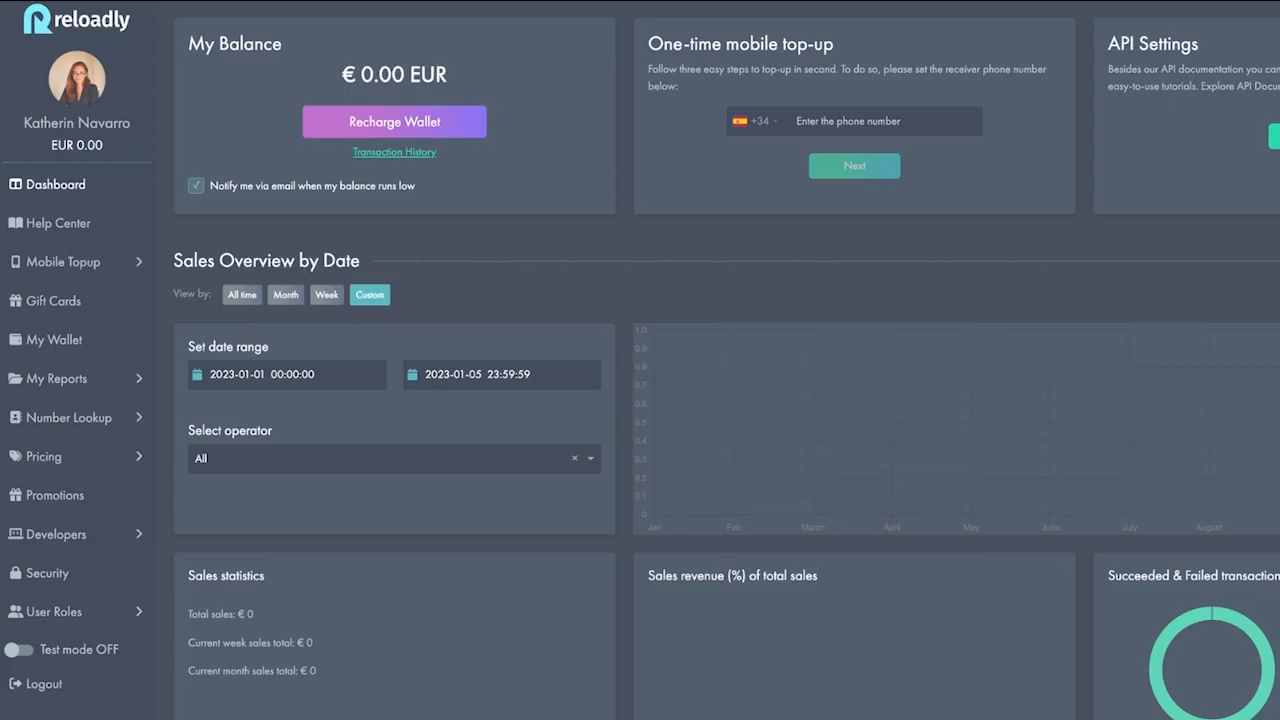 reloadly
Katherin Navarro
EUR 0.00
Dashboard
Help Center
Mobile Topup
Gift Cards
My Wallet
My Reports
Number Lookup
Pricing
Promotions
Developers
Security
User Roles
Test mode OFF
Logout
My Balance
€ 0.00 EUR
Recharge Wallet
Transaction History
Notify me via email when my balance runs low
One-time mobile top-up
Follow three easy steps to top-up in second. To do so, please set the receiver phone number
below:
+34
Enter the phone number
Next
API Settings
Besides our API documentation you can
easy-to-use tutorials. Explore API Docu
Sales Overview by Date
View by: All time Month Week Custom
Set date range
2023-01-01 00:00:00
2023-01-05 23:59:59
Select operator
All
1.0
0.9
0.8
0.7
0.6
0.5
0.4
0.3
0.2
0.1
0
Jan Feb March April May June July August
Sales statistics
Total sales: € 0
Current week sales total: € 0
Current month sales total: € 0
Sales revenue (%) of total sales
Succeeded & Failed transaction